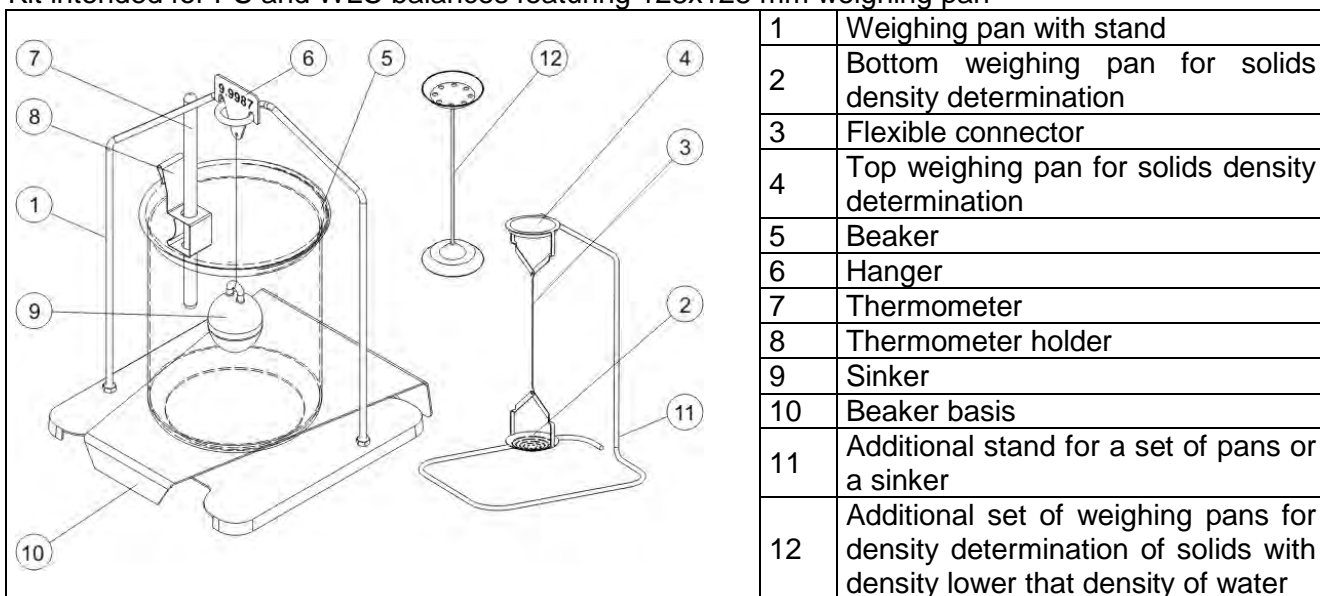 Kit intended for PS and WLC balances featuring 128x128 mm weighing pan
7
6
5
12
4
9.9987
8
3
1
9
2
11
10
1 Weighing pan with stand
2 Bottom weighing pan for solids
density determination
3 Flexible connector
4 Top weighing pan for solids density
determination
5 Beaker
6 Hanger
7 Thermometer
8 Thermometer holder
9 Sinker
10 Beaker basis
11 Additional stand for a set of pans or
a sinker
12 Additional set of weighing pans for
density determination of solids with
density lower that density of water